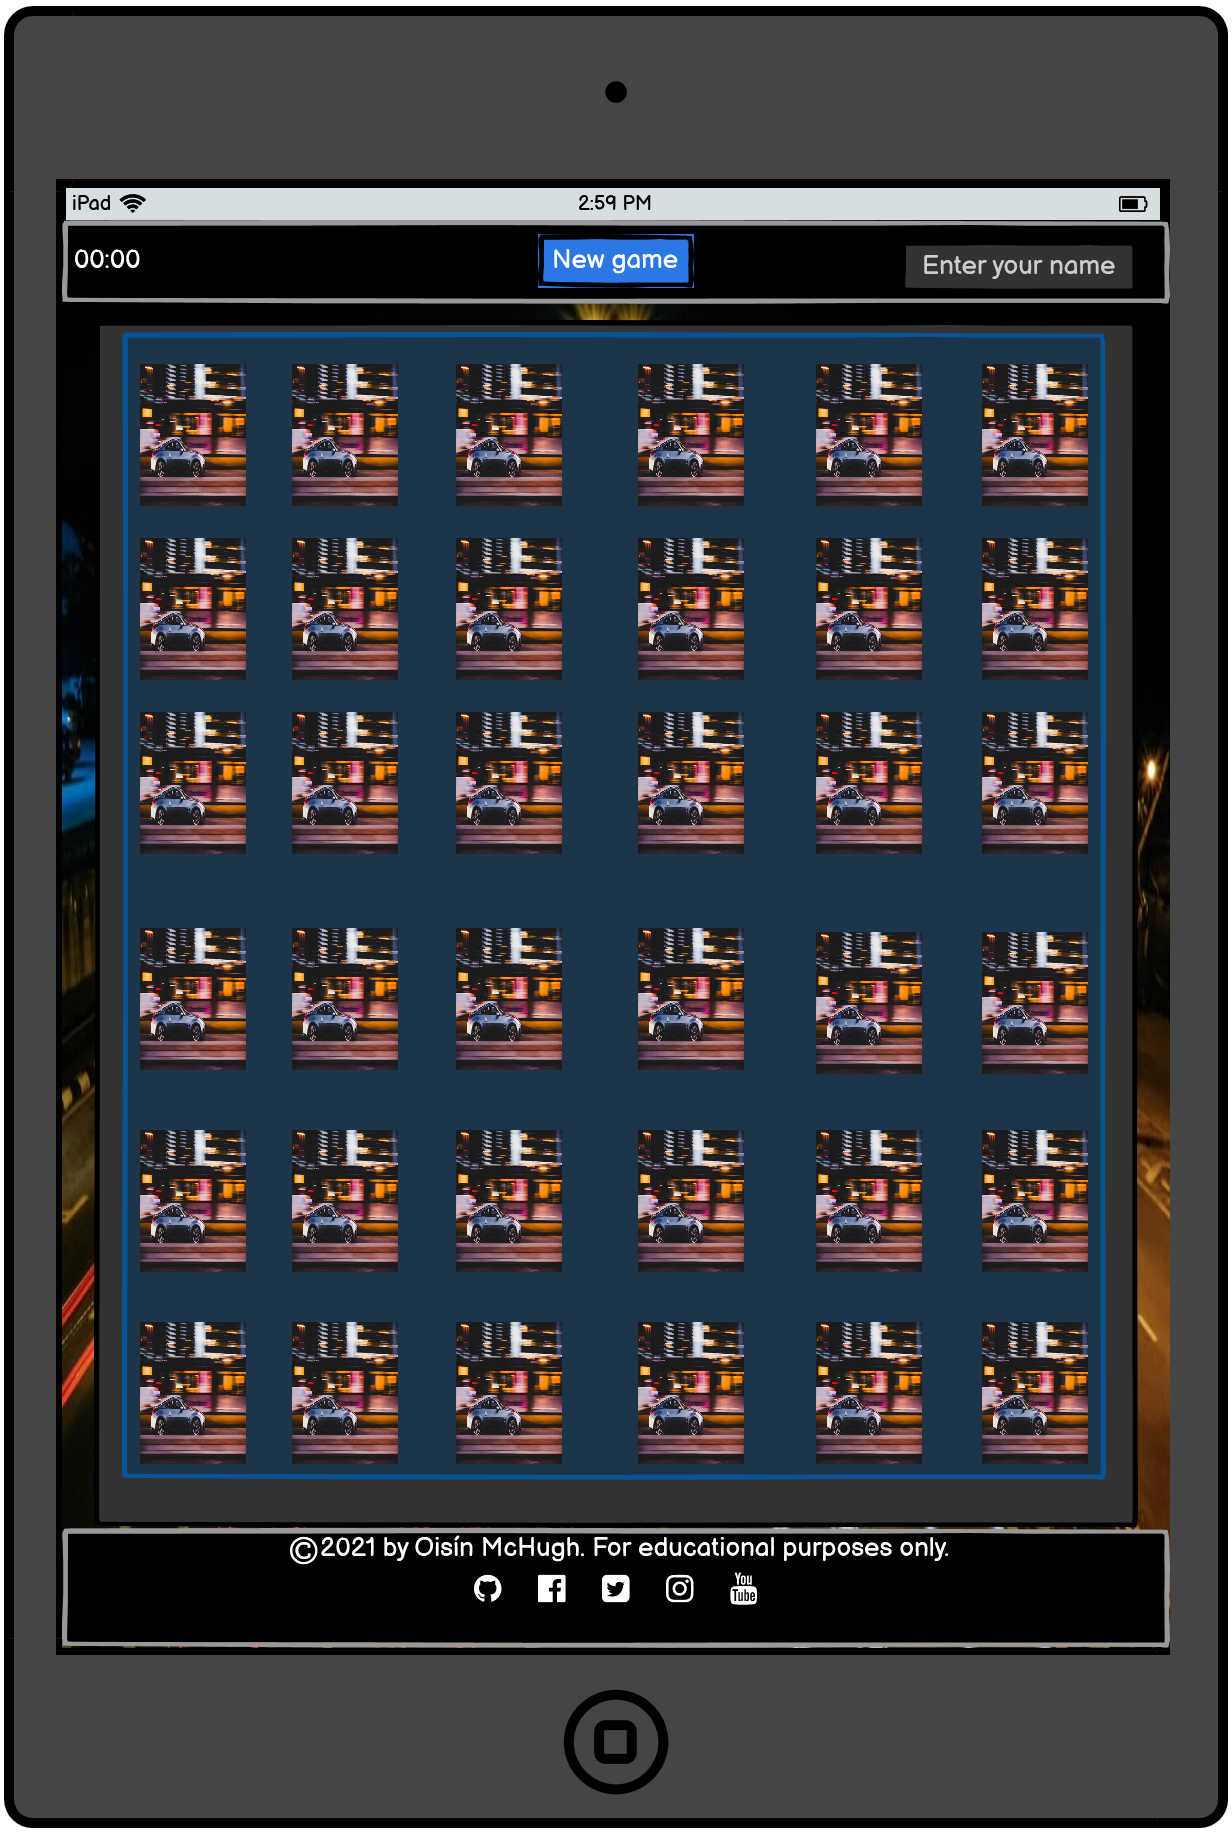 iPad
2:59 PM
00:00
New game
Enter your name
©2021 by Oisín McHugh. For educational purposes only.
You
Tube